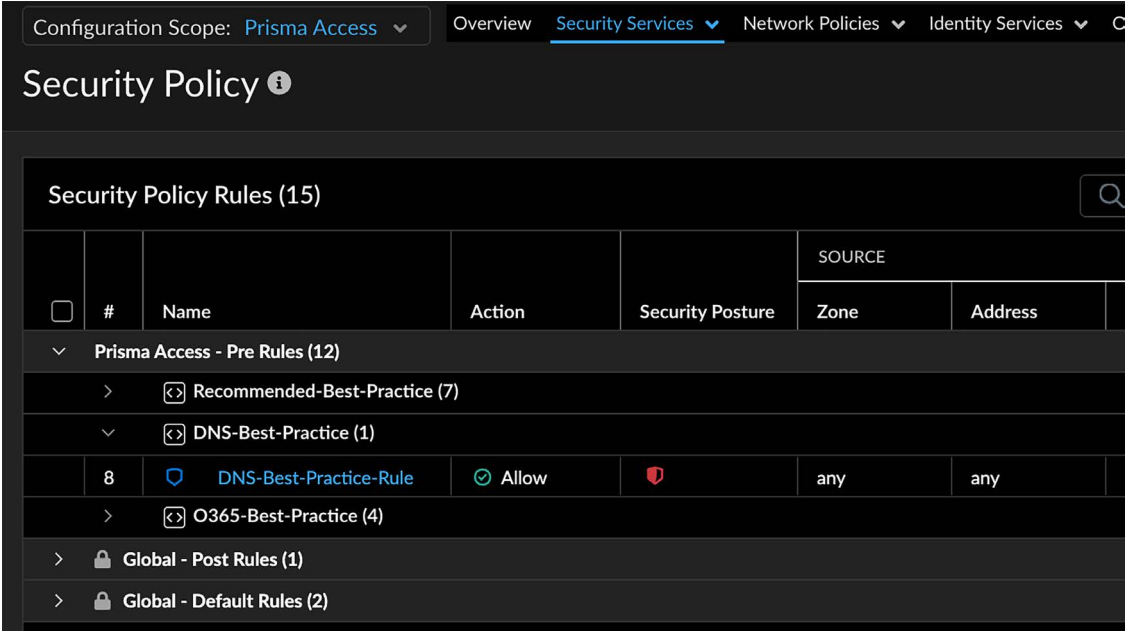 Configuration Scope: Prisma Access
Overview Security Services Network Policies Identity Services
Security Policy
Security Policy Rules (15)
SOURCE
# Name Action Security Posture Zone Address
Prisma Access - Pre Rules (12)
Recommended-Best-Practice (7)
DNS-Best-Practice (1)
8 DNS-Best-Practice-Rule Allow any any
O365-Best-Practice (4)
Global - Post Rules (1)
Global - Default Rules (2)